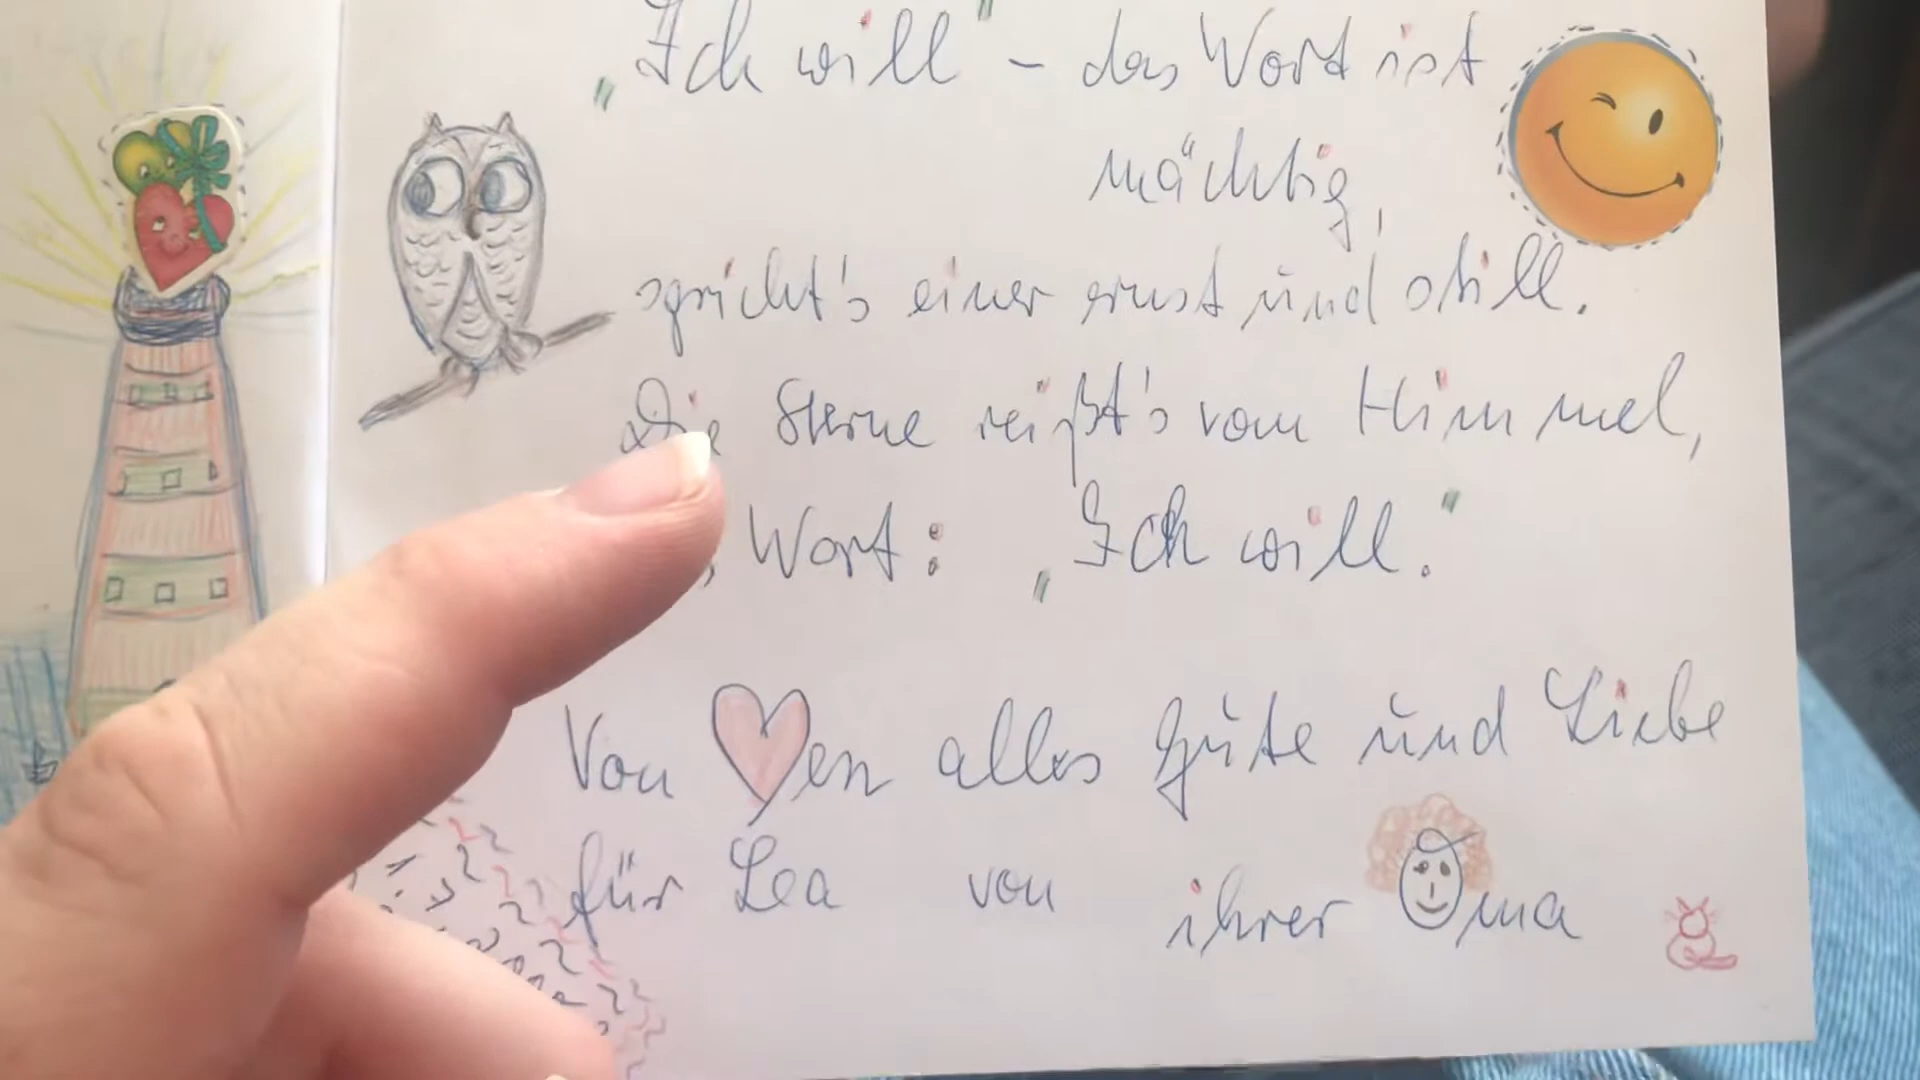 „Ich will" – das Wort ist
mächtig,
spricht's einer ernst und still.
Die Sterne reißt's vom Himmel,
Wort: „Ich will."
Von ♥en alles Gute und Liebe
für Lea von ihrer Oma